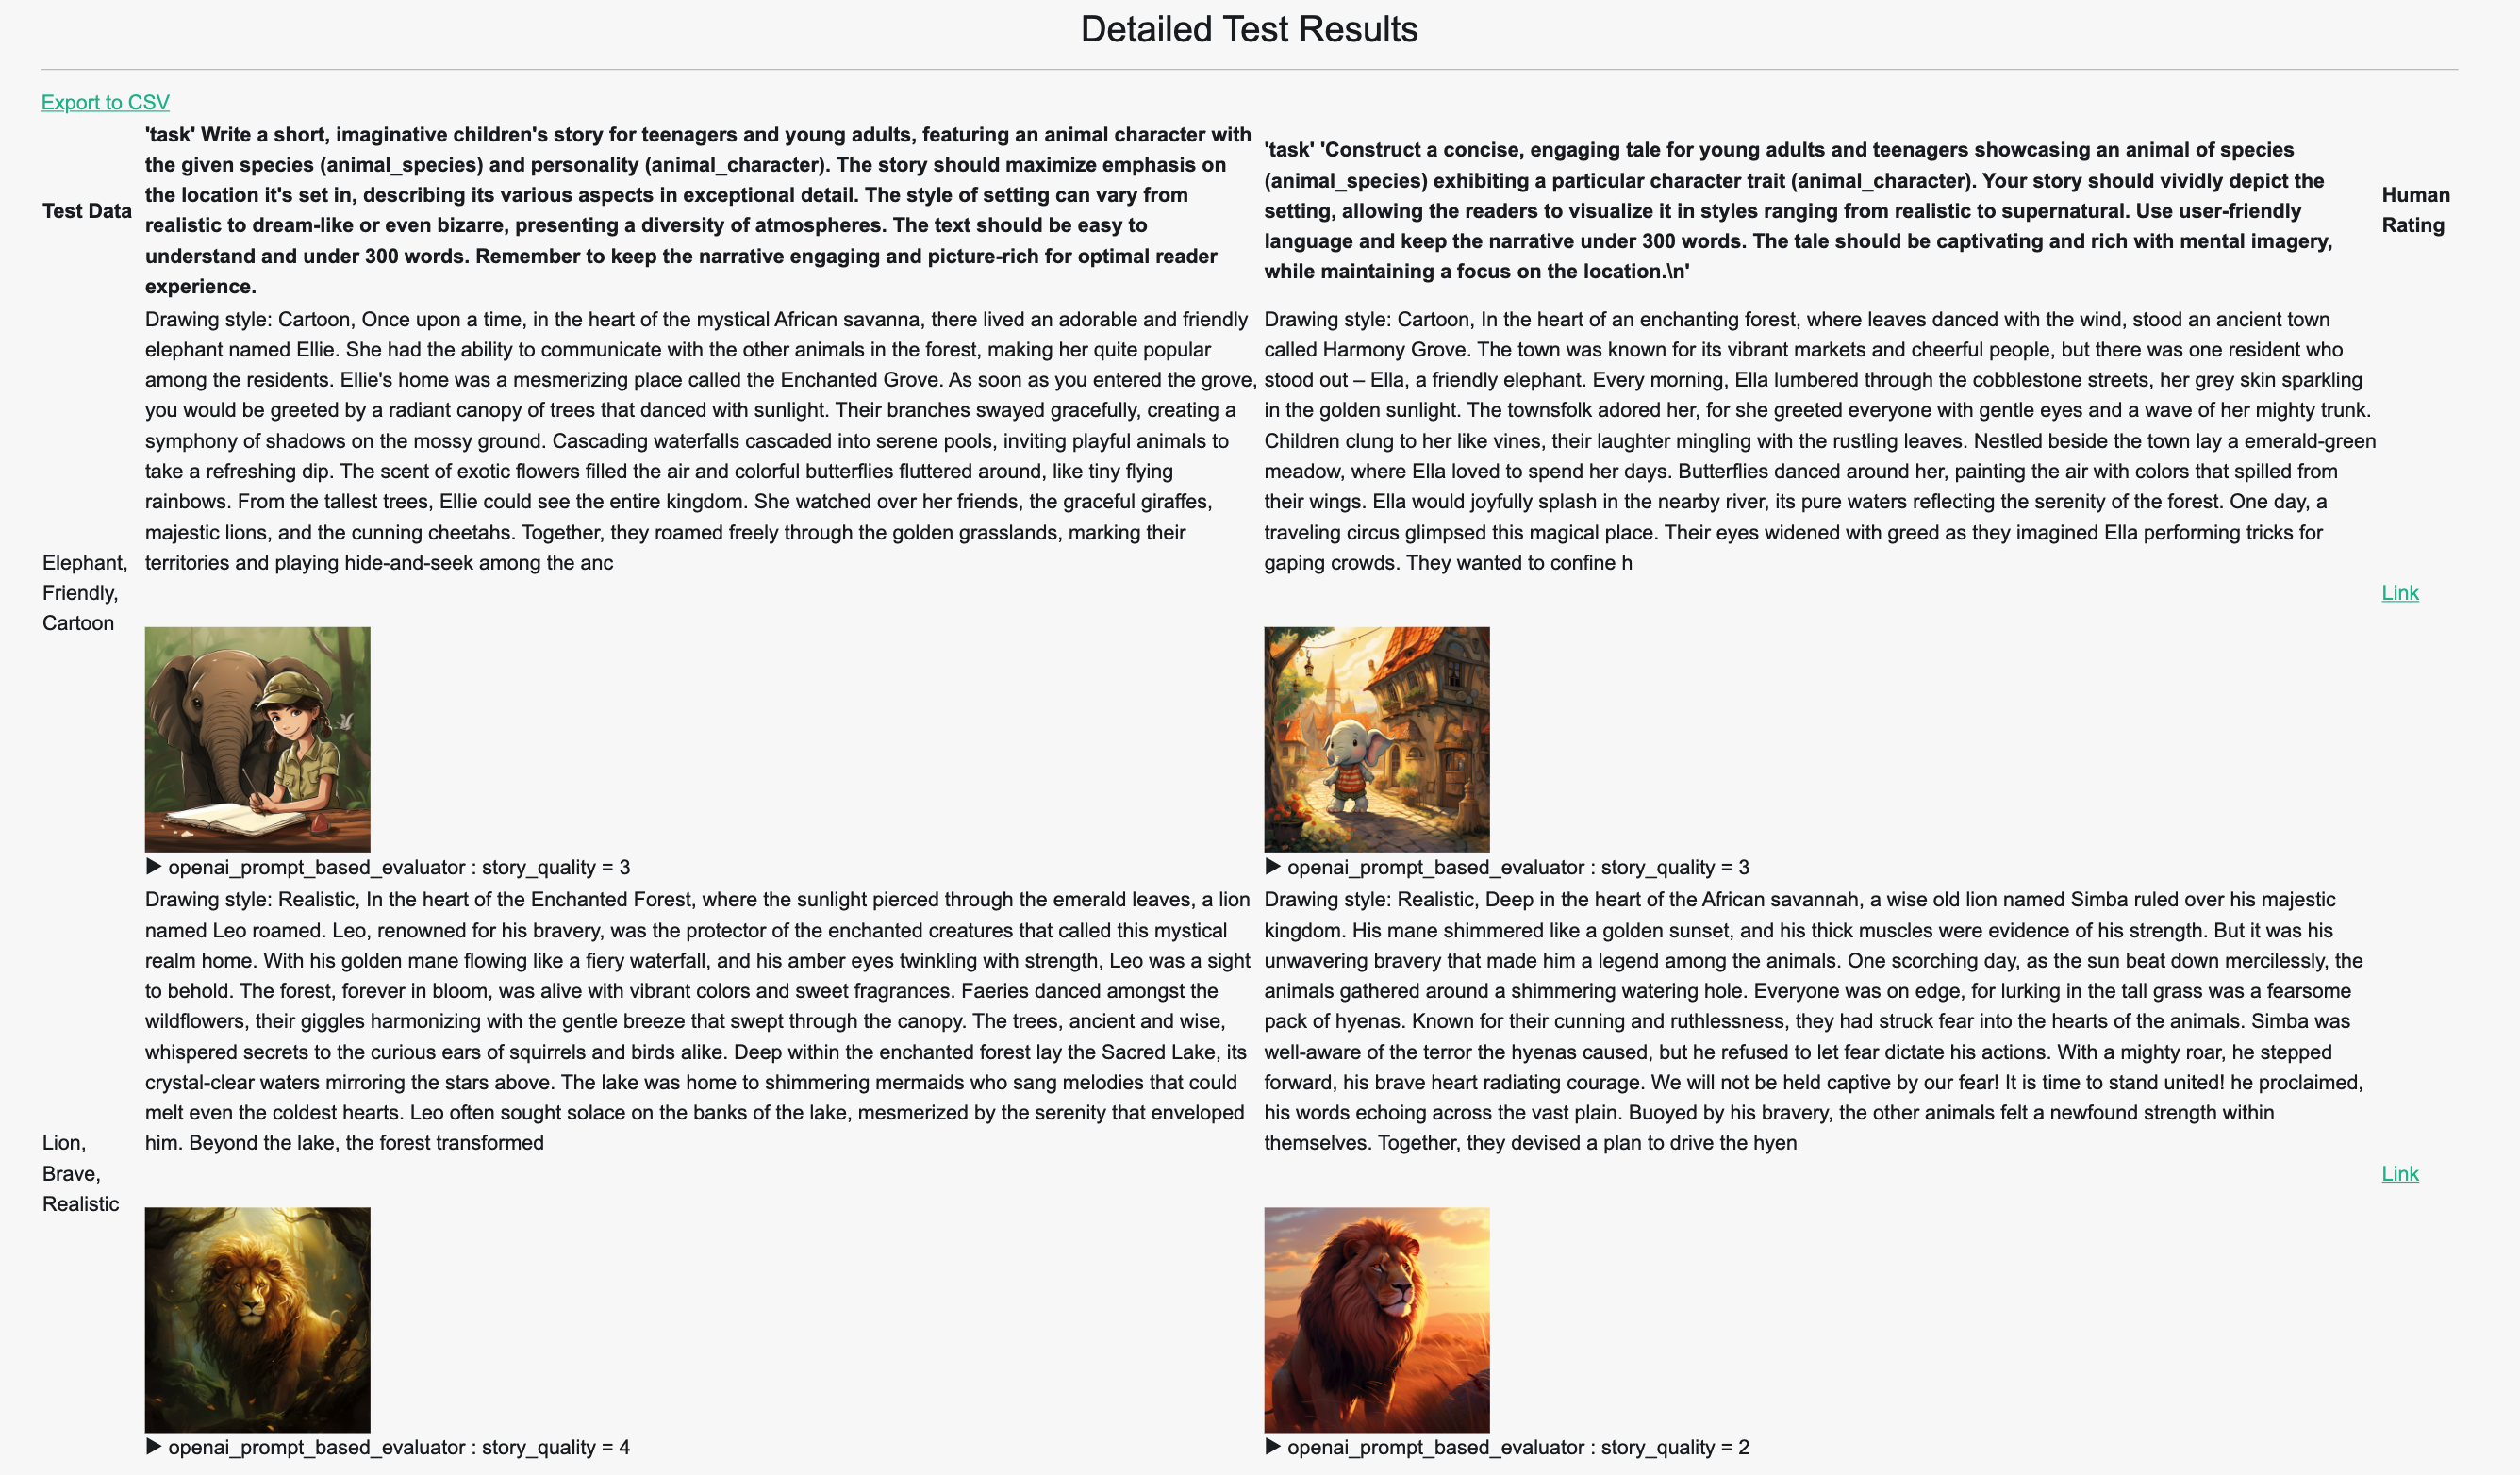 Detailed Test Results
Export to CSV
Test Data
'task' Write a short, imaginative children's story for teenagers and young adults, featuring an animal character with
the given species (animal_species) and personality (animal_character). The story should maximize emphasis on
the location it's set in, describing its various aspects in exceptional detail. The style of setting can vary from
realistic to dream-like or even bizarre, presenting a diversity of atmospheres. The text should be easy to
understand and under 300 words. Remember to keep the narrative engaging and picture-rich for optimal reader
experience.
'task' 'Construct a concise, engaging tale for young adults and teenagers showcasing an animal of species
(animal_species) exhibiting a particular character trait (animal_character). Your story should vividly depict the
setting, allowing the readers to visualize it in styles ranging from realistic to supernatural. Use user-friendly
language and keep the narrative under 300 words. The tale should be captivating and rich with mental imagery,
while maintaining a focus on the location.\n'
Human
Rating
Elephant,
Friendly,
Cartoon
Drawing style: Cartoon, Once upon a time, in the heart of the mystical African savanna, there lived an adorable and friendly
elephant named Ellie. She had the ability to communicate with the other animals in the forest, making her quite popular
among the residents. Ellie's home was a mesmerizing place called the Enchanted Grove. As soon as you entered the grove,
you would be greeted by a radiant canopy of trees that danced with sunlight. Their branches swayed gracefully, creating a
symphony of shadows on the mossy ground. Cascading waterfalls cascaded into serene pools, inviting playful animals to
take a refreshing dip. The scent of exotic flowers filled the air and colorful butterflies fluttered around, like tiny flying
rainbows. From the tallest trees, Ellie could see the entire kingdom. She watched over her friends, the graceful giraffes,
majestic lions, and the cunning cheetahs. Together, they roamed freely through the golden grasslands, marking their
territories and playing hide-and-seek among the anc
▶ openai_prompt_based_evaluator : story_quality = 3
Drawing style: Cartoon, In the heart of an enchanting forest, where leaves danced with the wind, stood an ancient town
called Harmony Grove. The town was known for its vibrant markets and cheerful people, but there was one resident who
stood out – Ella, a friendly elephant. Every morning, Ella lumbered through the cobblestone streets, her grey skin sparkling
in the golden sunlight. The townsfolk adored her, for she greeted everyone with gentle eyes and a wave of her mighty trunk.
Children clung to her like vines, their laughter mingling with the rustling leaves. Nestled beside the town lay a emerald-green
meadow, where Ella loved to spend her days. Butterflies danced around her, painting the air with colors that spilled from
their wings. Ella would joyfully splash in the nearby river, its pure waters reflecting the serenity of the forest. One day, a
traveling circus glimpsed this magical place. Their eyes widened with greed as they imagined Ella performing tricks for
gaping crowds. They wanted to confine h
▶ openai_prompt_based_evaluator : story_quality = 3
Link
Lion,
Brave,
Realistic
Drawing style: Realistic, In the heart of the Enchanted Forest, where the sunlight pierced through the emerald leaves, a lion
named Leo roamed. Leo, renowned for his bravery, was the protector of the enchanted creatures that called this mystical
realm home. With his golden mane flowing like a fiery waterfall, and his amber eyes twinkling with strength, Leo was a sight
to behold. The forest, forever in bloom, was alive with vibrant colors and sweet fragrances. Faeries danced amongst the
wildflowers, their giggles harmonizing with the gentle breeze that swept through the canopy. The trees, ancient and wise,
whispered secrets to the curious ears of squirrels and birds alike. Deep within the enchanted forest lay the Sacred Lake, its
crystal-clear waters mirroring the stars above. The lake was home to shimmering mermaids who sang melodies that could
melt even the coldest hearts. Leo often sought solace on the banks of the lake, mesmerized by the serenity that enveloped
him. Beyond the lake, the forest transformed
▶ openai_prompt_based_evaluator : story_quality = 4
Drawing style: Realistic, Deep in the heart of the African savannah, a wise old lion named Simba ruled over his majestic
kingdom. His mane shimmered like a golden sunset, and his thick muscles were evidence of his strength. But it was his
unwavering bravery that made him a legend among the animals. One scorching day, as the sun beat down mercilessly, the
animals gathered around a shimmering watering hole. Everyone was on edge, for lurking in the tall grass was a fearsome
pack of hyenas. Known for their cunning and ruthlessness, they had struck fear into the hearts of the animals. Simba was
well-aware of the terror the hyenas caused, but he refused to let fear dictate his actions. With a mighty roar, he stepped
forward, his brave heart radiating courage. We will not be held captive by our fear! It is time to stand united! he proclaimed,
his words echoing across the vast plain. Buoyed by his bravery, the other animals felt a newfound strength within
themselves. Together, they devised a plan to drive the hyen
▶ openai_prompt_based_evaluator : story_quality = 2
Link